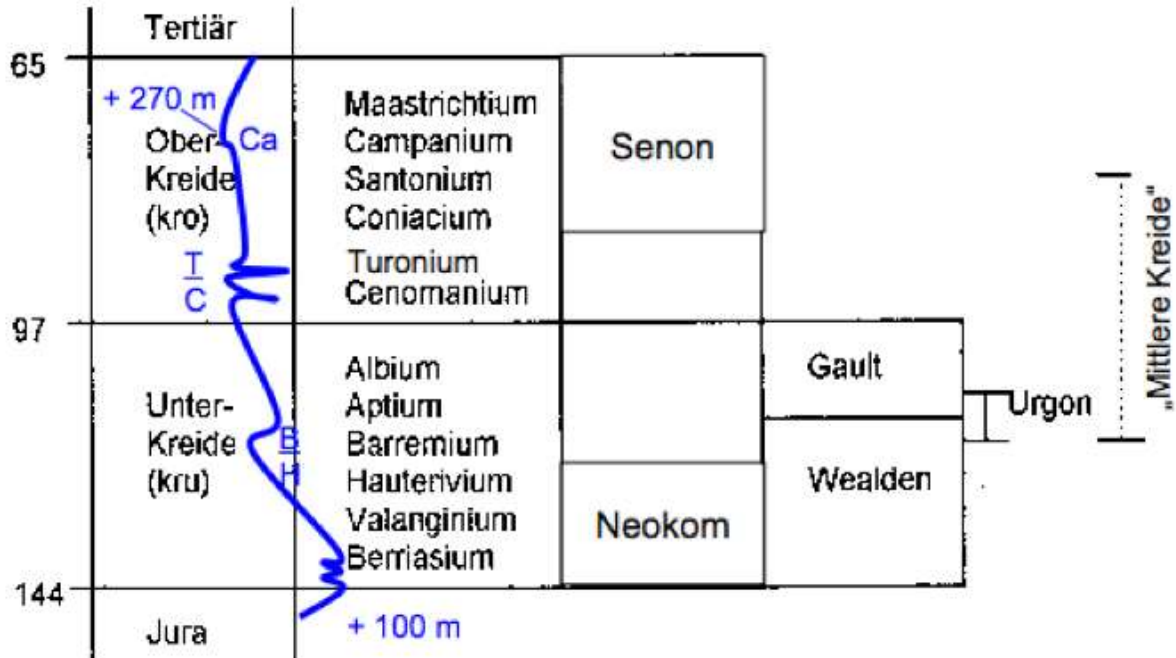 Tertiär
65
+ 270 m
Ca
Ober-
Kreide
(kro)
T
C
Maastrichtium
Campanium
Santonium
Coniacium
Turonium
Cenomanium
Senon
„Mittlere Kreide“
97
Unter-
Kreide
(kru)
B
H
Albium
Aptium
Barremium
Hauterivium
Valanginium
Berriasium
Neokom
Gault
Urgon
Wealden
144
Jura
+ 100 m